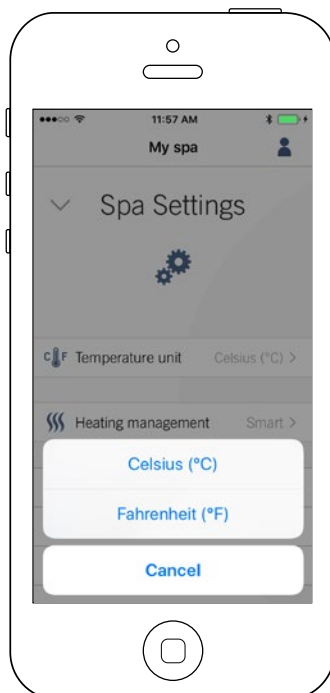 11:57 AM
My spa
Spa Settings
C F Temperature unit Celsius (°C) >
Heating management Smart >
Celsius (°C)
Fahrenheit (°F)
Cancel